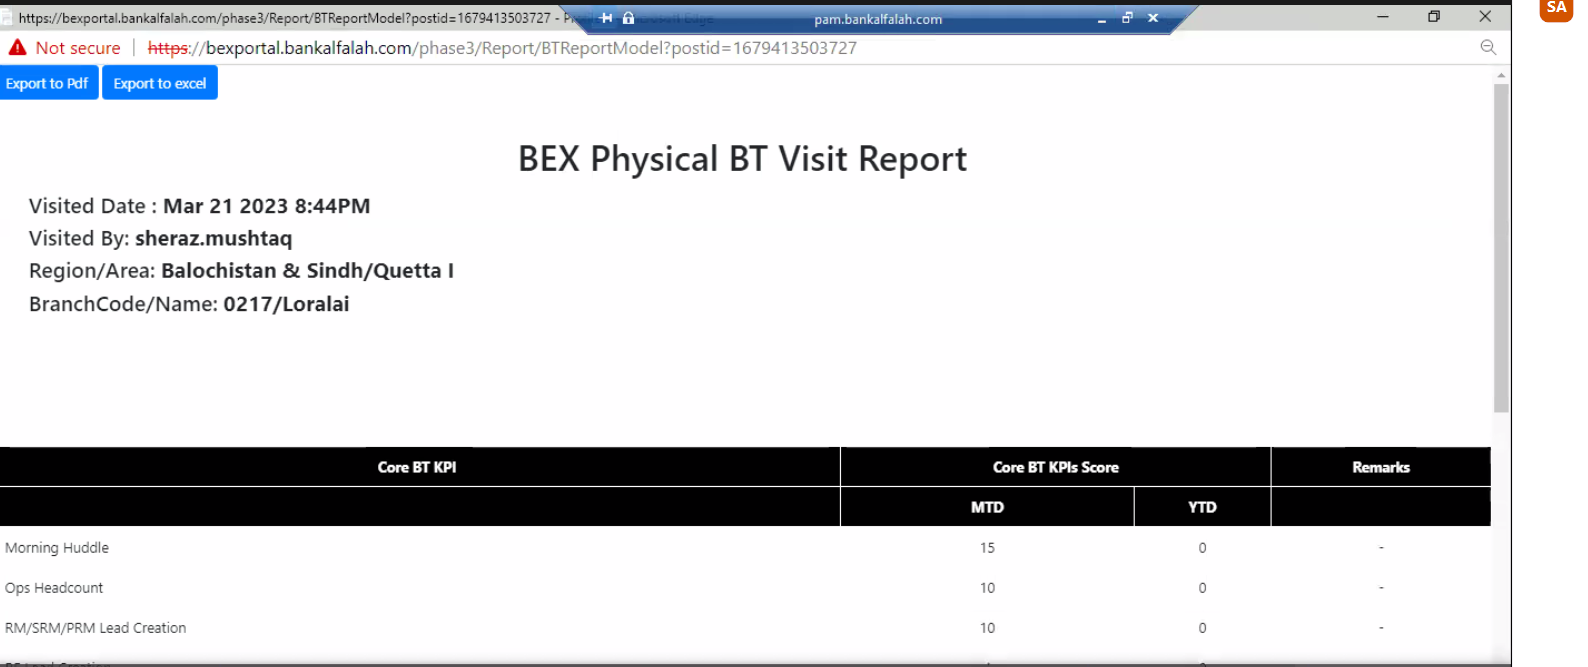 https://bexportal.bankalfalah.com/phase3/Report/BTReportModel?postid=1679413503727 -
pam.bankalfalah.com
SA
Not secure | https://bexportal.bankalfalah.com/phase3/Report/BTReportModel?postid=1679413503727
Export to Pdf Export to excel
BEX Physical BT Visit Report
Visited Date : Mar 21 2023 8:44PM
Visited By: sheraz.mushtaq
Region/Area: Balochistan & Sindh/Quetta I
BranchCode/Name: 0217/Loralai
Core BT KPI Core BT KPIs Score Remarks
MTD YTD
Morning Huddle 15 0 -
Ops Headcount 10 0 -
RM/SRM/PRM Lead Creation 10 0 -